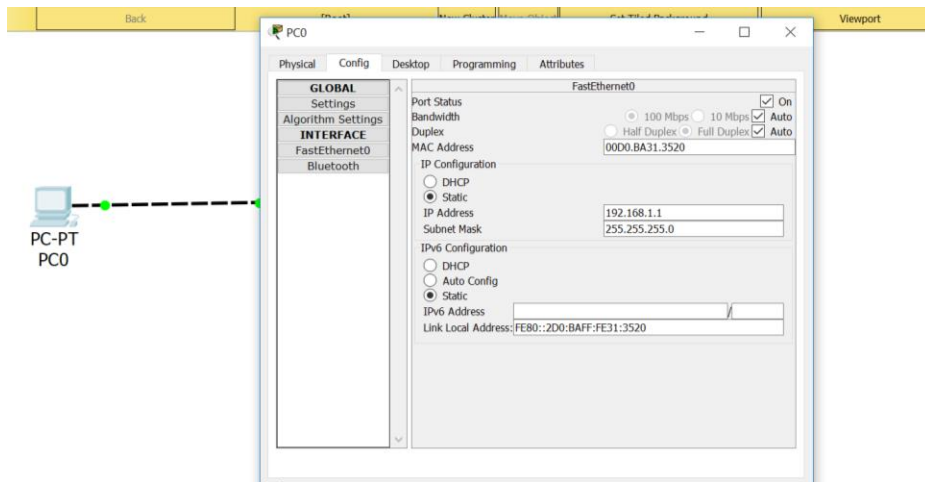 Back
PC0
Viewport
Physical Config Desktop Programming Attributes
GLOBAL
Settings
Algorithm Settings
INTERFACE
FastEthernet0
Bluetooth
FastEthernet0
Port Status On
Bandwidth 100 Mbps 10 Mbps Auto
Duplex Half Duplex Full Duplex Auto
MAC Address 00D0.BA31.3520
IP Configuration
DHCP
Static
IP Address 192.168.1.1
Subnet Mask 255.255.255.0
IPv6 Configuration
DHCP
Auto Config
Static
IPv6 Address /
Link Local Address: FE80::2D0:BAFF:FE31:3520
PC-PT
PC0